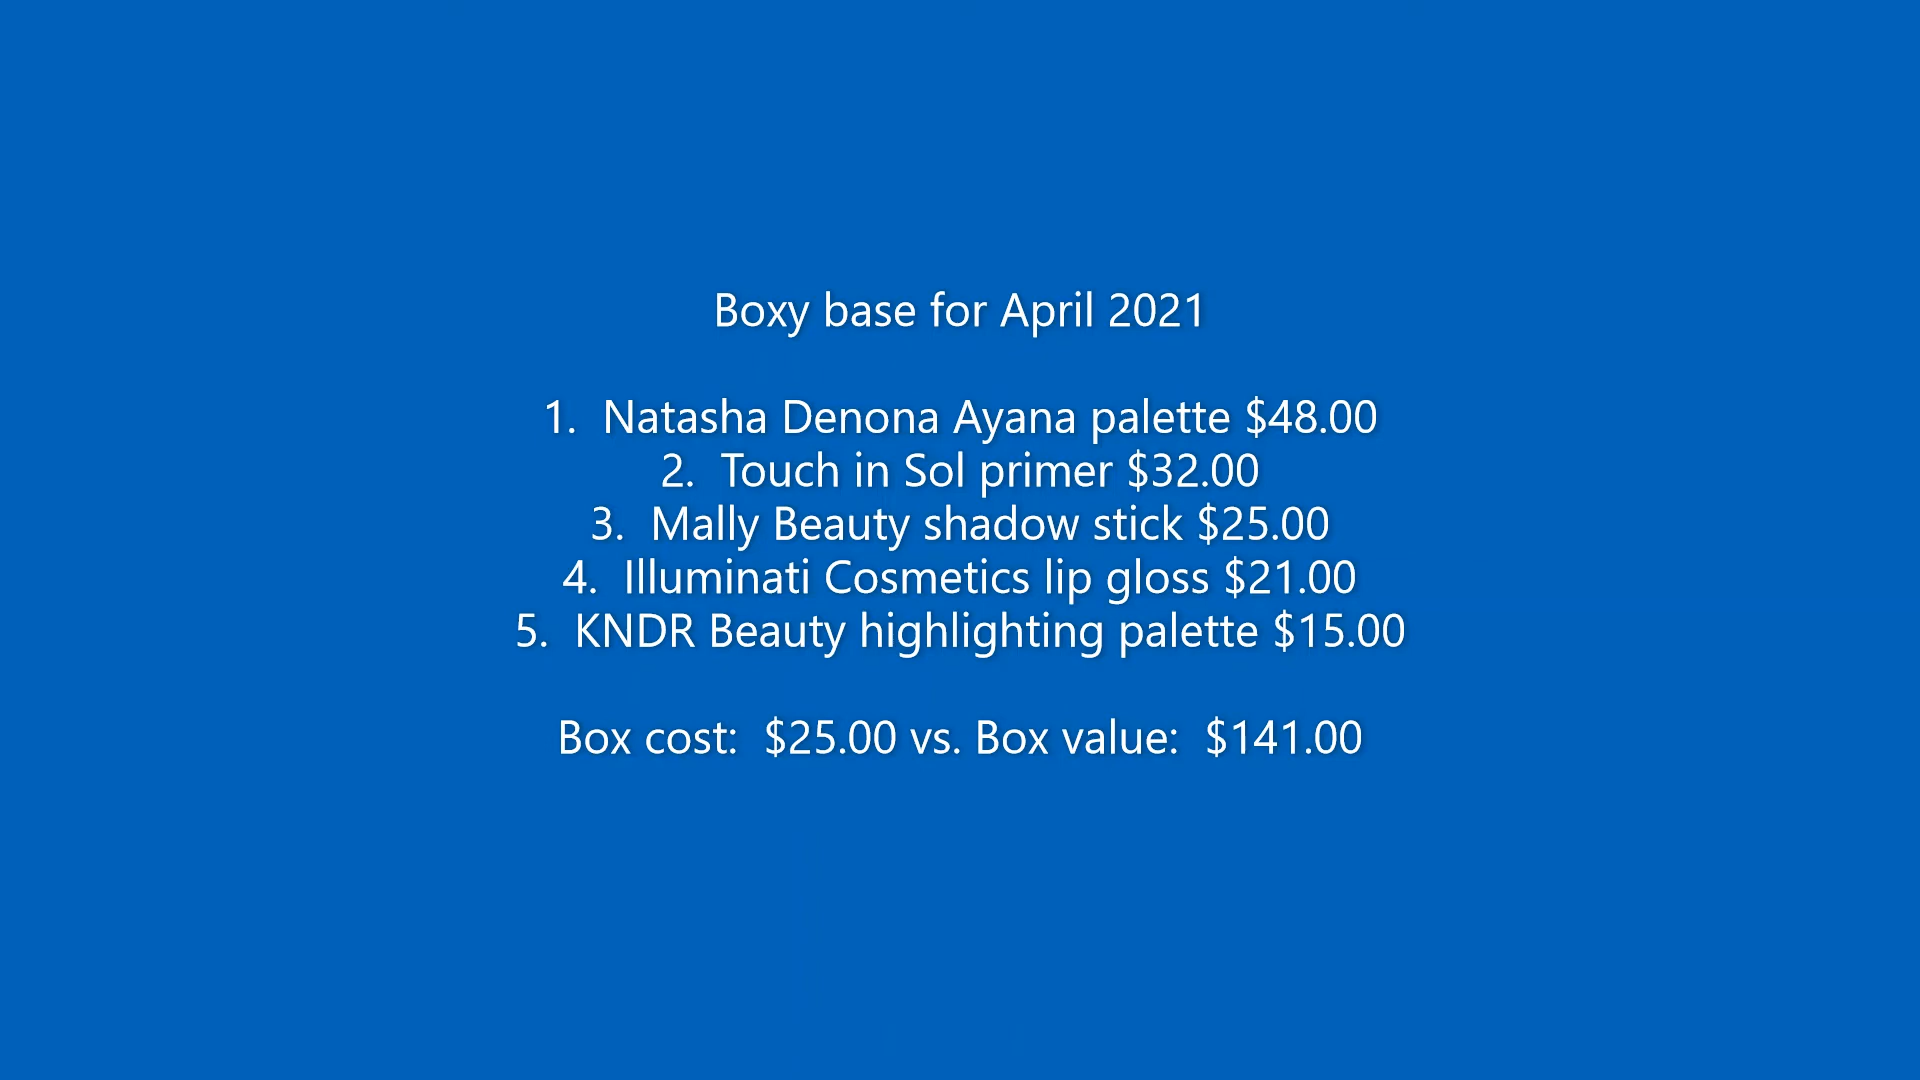 Boxy base for April 2021
1.  Natasha Denona Ayana palette $48.00
2.  Touch in Sol primer $32.00
3.  Mally Beauty shadow stick $25.00
4.  Illuminati Cosmetics lip gloss $21.00
5.  KNDR Beauty highlighting palette $15.00
Box cost:  $25.00 vs. Box value:  $141.00